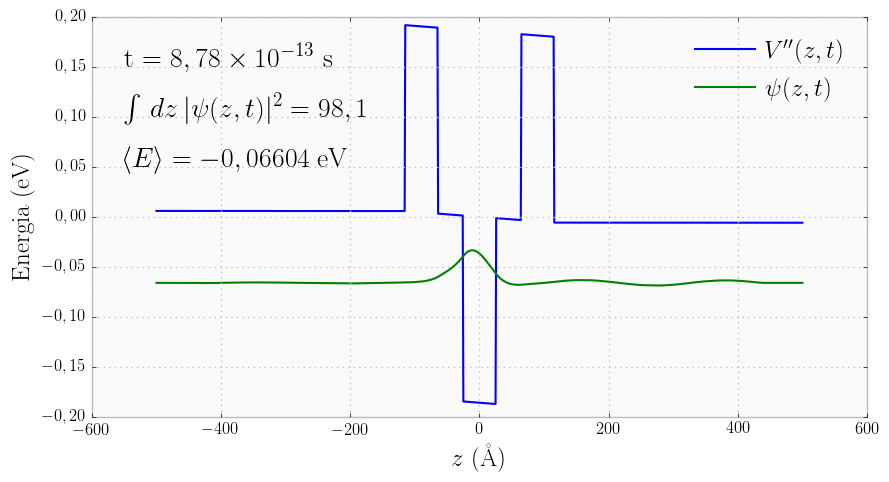 0,20
0,15
0,10
0,05
0,00
−0,05
−0,10
−0,15
−0,20
Energia (eV)
t = 8,78 × 10⁻¹³ s
∫ dz |ψ(z,t)|² = 98,1
⟨E⟩ = −0,06604 eV
V″(z,t)
ψ(z,t)
−600 −400 −200 0 200 400 600
z (Å)